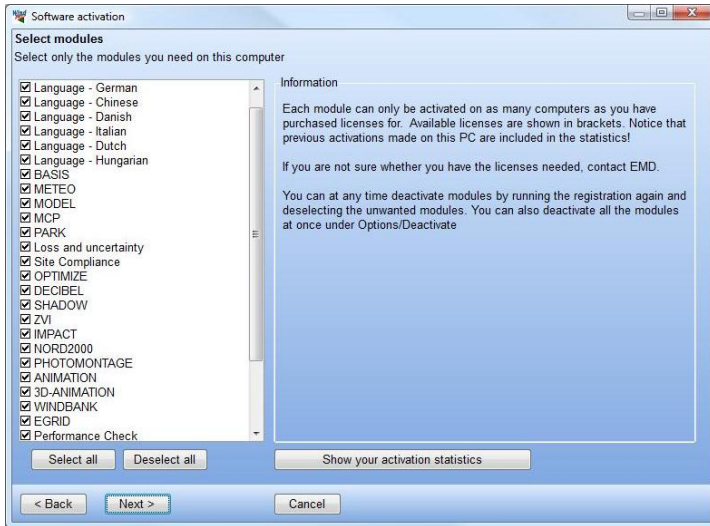 Software activation
Select modules
Select only the modules you need on this computer
Language - German
Language - Chinese
Language - Danish
Language - Italian
Language - Dutch
Language - Hungarian
BASIS
METEO
MODEL
MCP
PARK
Loss and uncertainty
Site Compliance
OPTIMIZE
DECIBEL
SHADOW
ZVI
IMPACT
NORD2000
PHOTOMONTAGE
ANIMATION
3D-ANIMATION
WINDBANK
EGRID
Performance Check
Select all
Deselect all
Information
Each module can only be activated on as many computers as you have
purchased licenses for.  Available licenses are shown in brackets. Notice that
previous activations made on this PC are included in the statistics!
If you are not sure whether you have the licenses needed, contact EMD.
You can at any time deactivate modules by running the registration again and
deselecting the unwanted modules. You can also deactivate all the modules
at once under Options/Deactivate
Show your activation statistics
< Back
Next >
Cancel